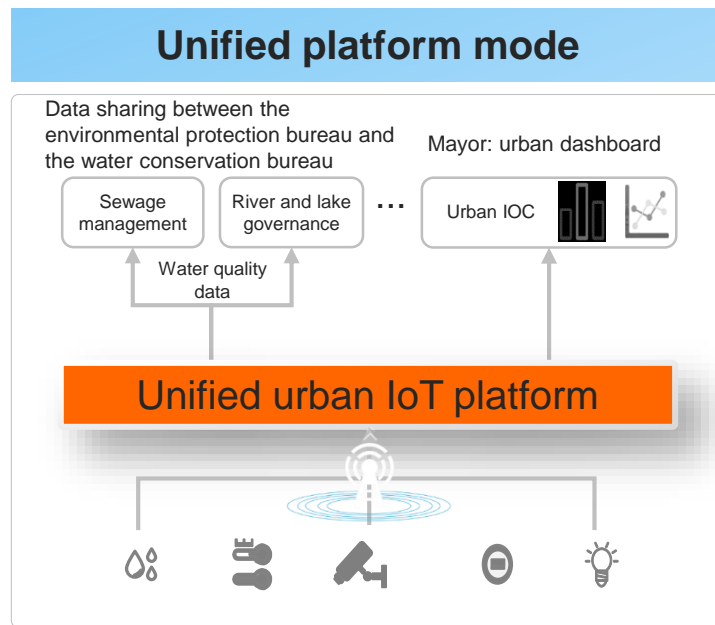 Unified platform mode
Data sharing between the
environmental protection bureau and
the water conservation bureau
Mayor: urban dashboard
Sewage
management
River and lake
governance
...
Urban IOC
Water quality
data
Unified urban IoT platform